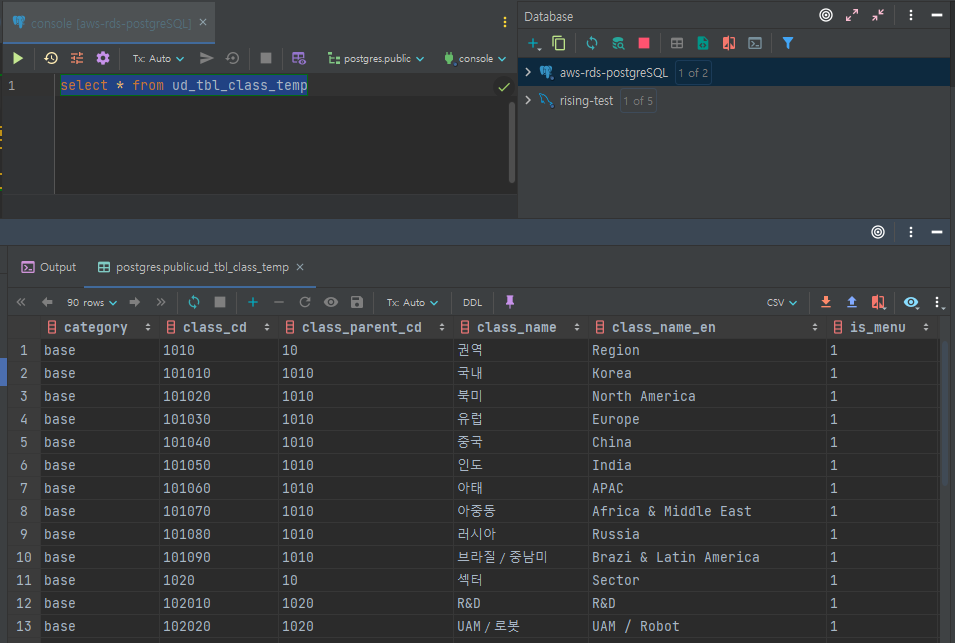 console [aws-rds-postgreSQL]
Database
Tx: Auto postgres.public console
1 select * from ud_tbl_class_temp
aws-rds-postgreSQL 1 of 2
rising-test 1 of 5
Output postgres.public.ud_tbl_class_temp
90 rows Tx: Auto DDL CSV
category class_cd class_parent_cd class_name class_name_en is_menu
1 base 1010 10 권역 Region 1
2 base 101010 1010 국내 Korea 1
3 base 101020 1010 북미 North America 1
4 base 101030 1010 유럽 Europe 1
5 base 101040 1010 중국 China 1
6 base 101050 1010 인도 India 1
7 base 101060 1010 아태 APAC 1
8 base 101070 1010 아중동 Africa & Middle East 1
9 base 101080 1010 러시아 Russia 1
10 base 101090 1010 브라질 / 중남미 Brazi & Latin America 1
11 base 1020 10 섹터 Sector 1
12 base 102010 1020 R&D R&D 1
13 base 102020 1020 UAM / 로봇 UAM / Robot 1